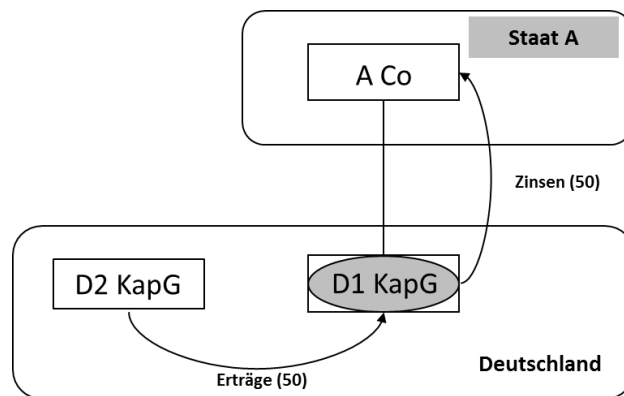 Staat A
A Co
Zinsen (50)
D2 KapG
D1 KapG
Erträge (50)
Deutschland